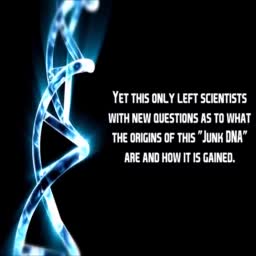 Yet this only left scientists
with new questions as to what
the origins of this "Junk DNA"
are and how it is gained.